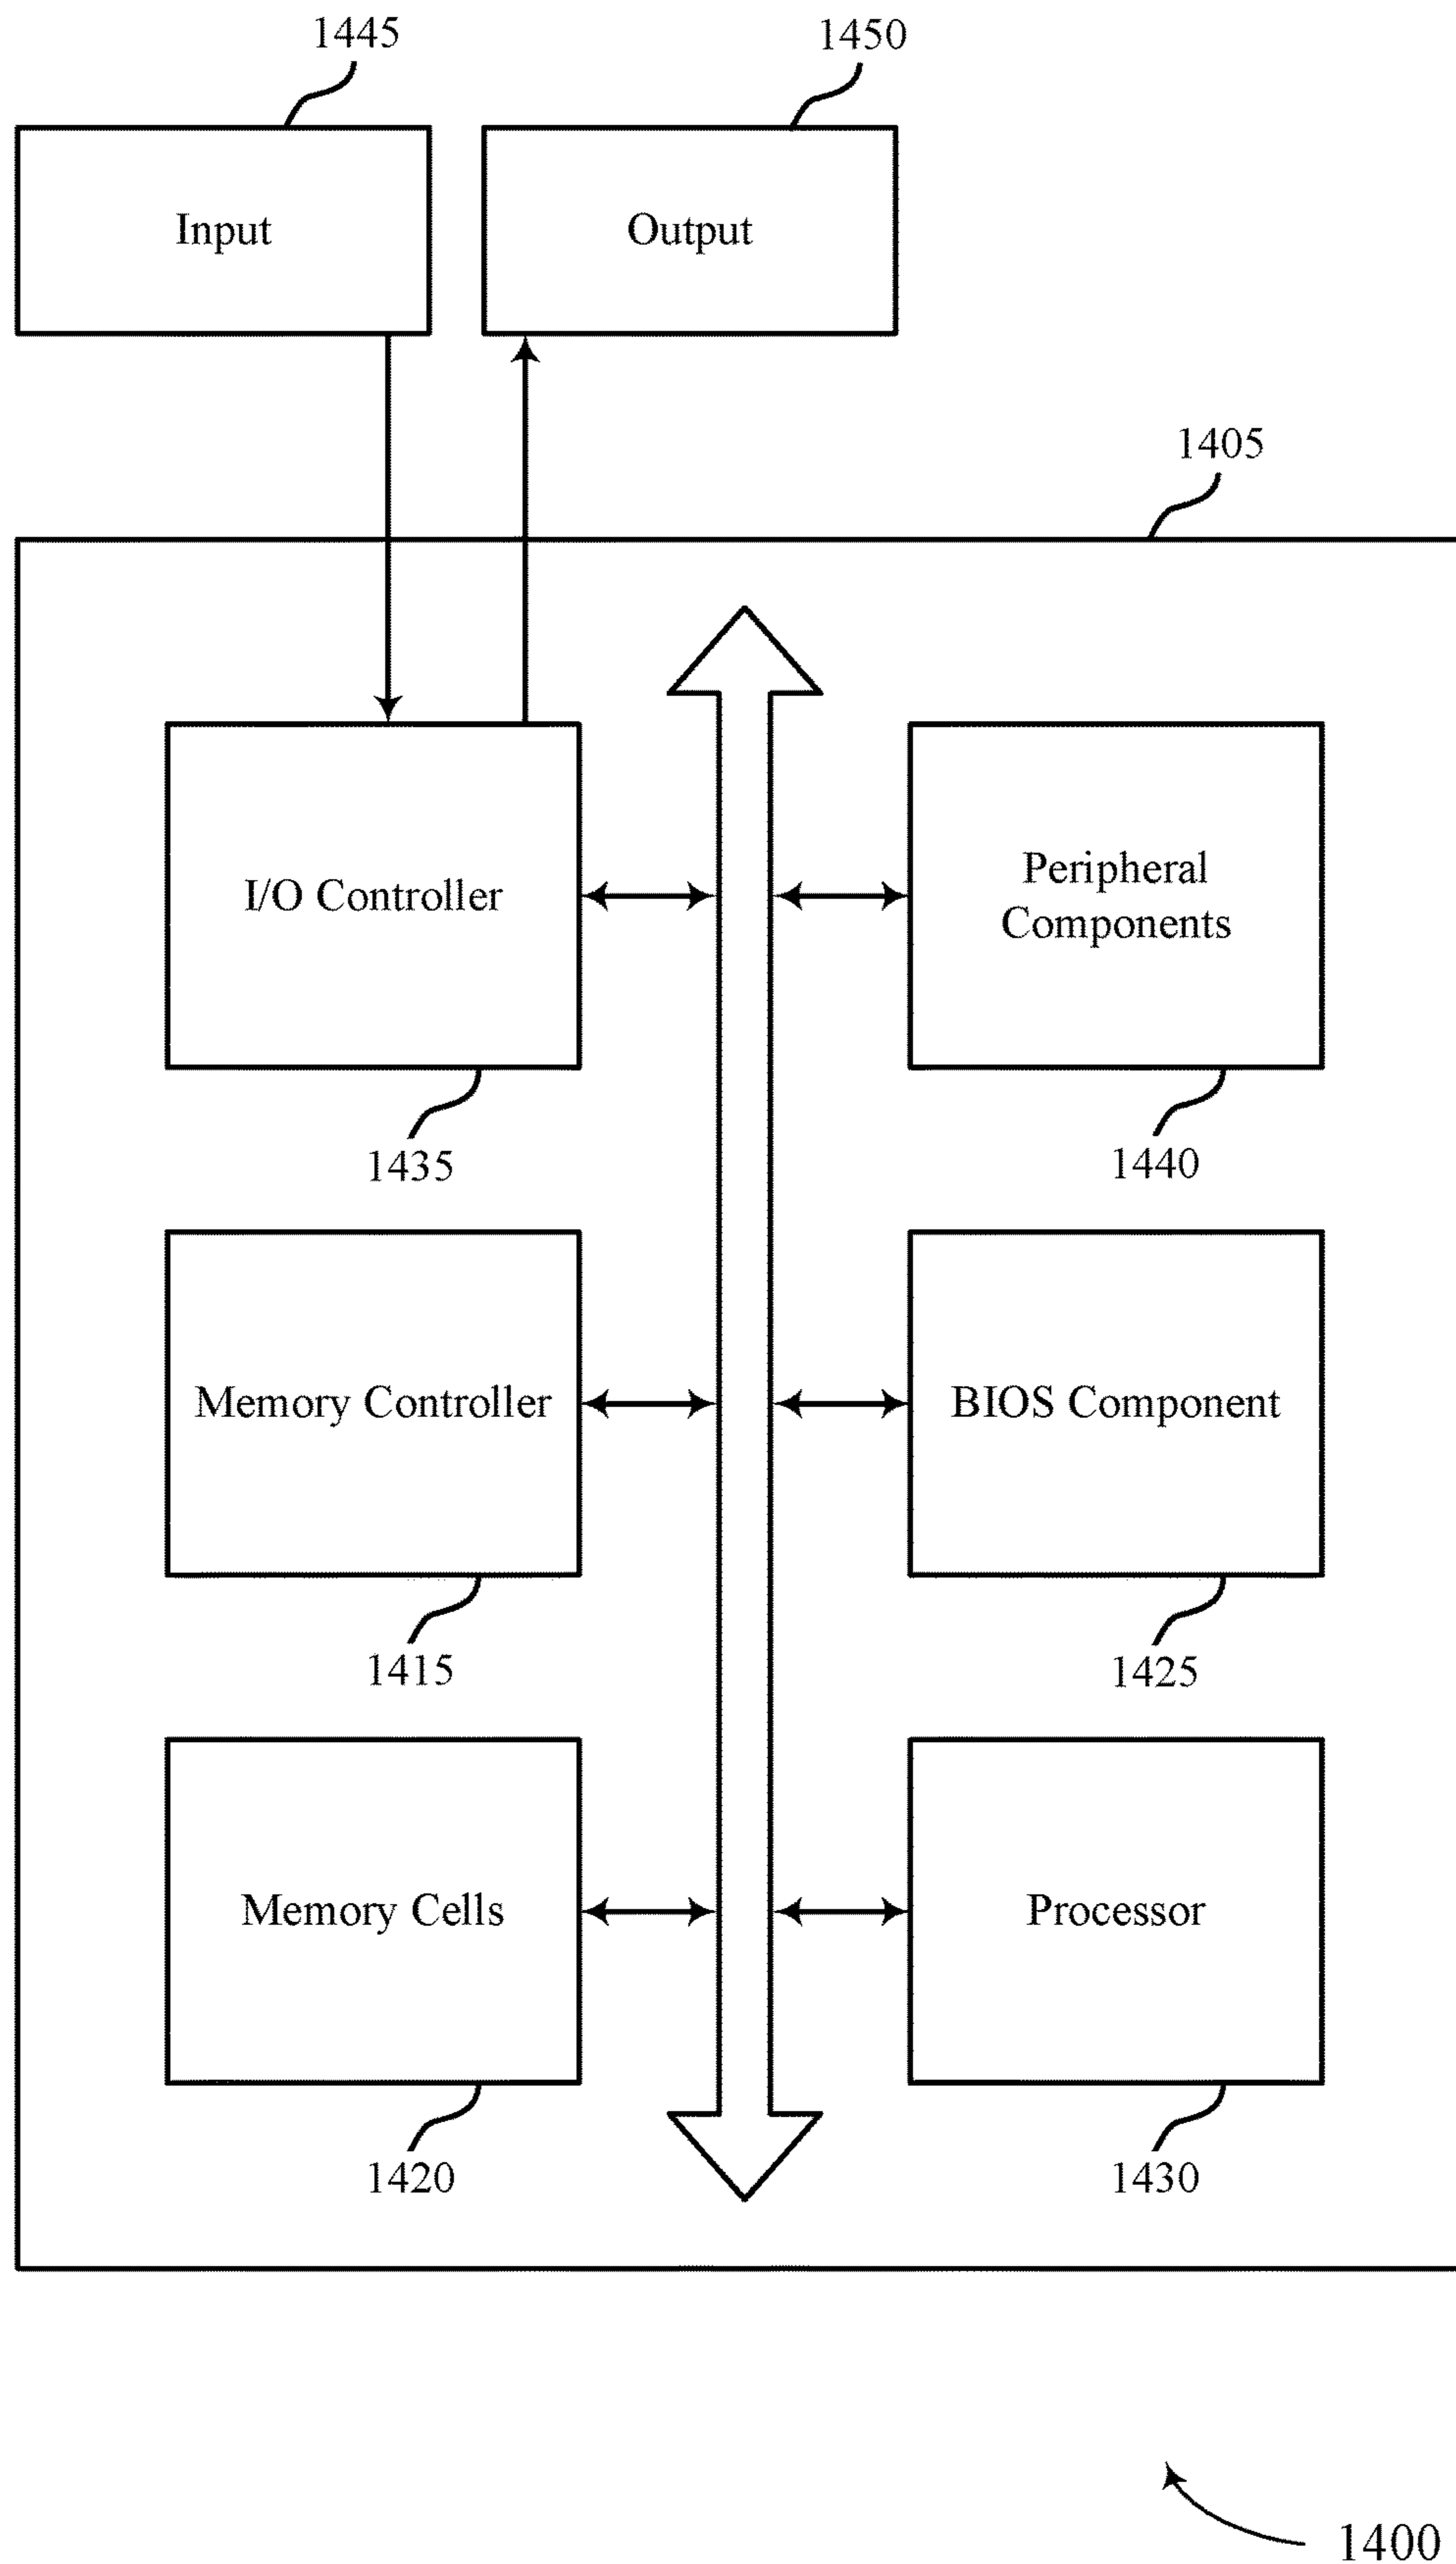 1445
1450
Input
Output
1405
I/O Controller
Peripheral
Components
1435
1440
Memory Controller
BIOS Component
1415
1425
Memory Cells
Processor
1420
1430
1400